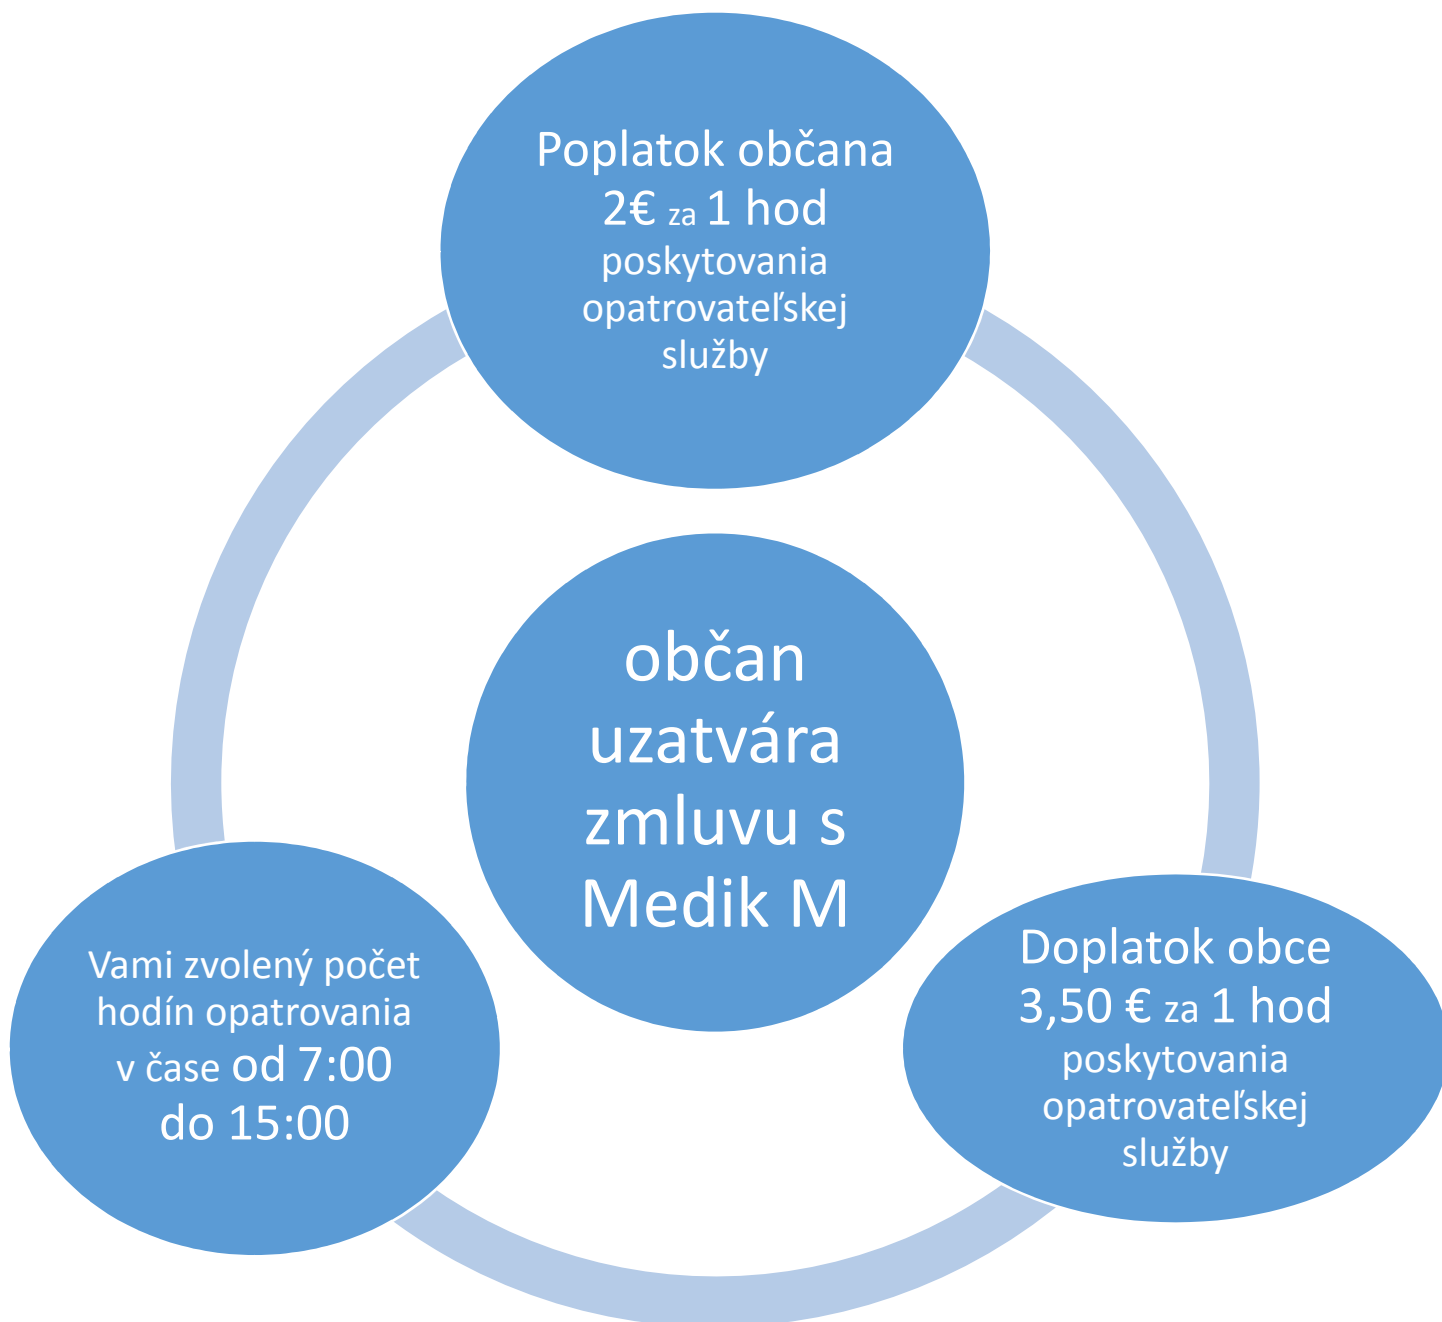 Poplatok občana
2€ za 1 hod
poskytovania
opatrovateľskej
služby
občan
uzatvára
zmluvu s
Medik M
Vami zvolený počet
hodín opatrovania
v čase od 7:00
do 15:00
Doplatok obce
3,50 € za 1 hod
poskytovania
opatrovateľskej
služby